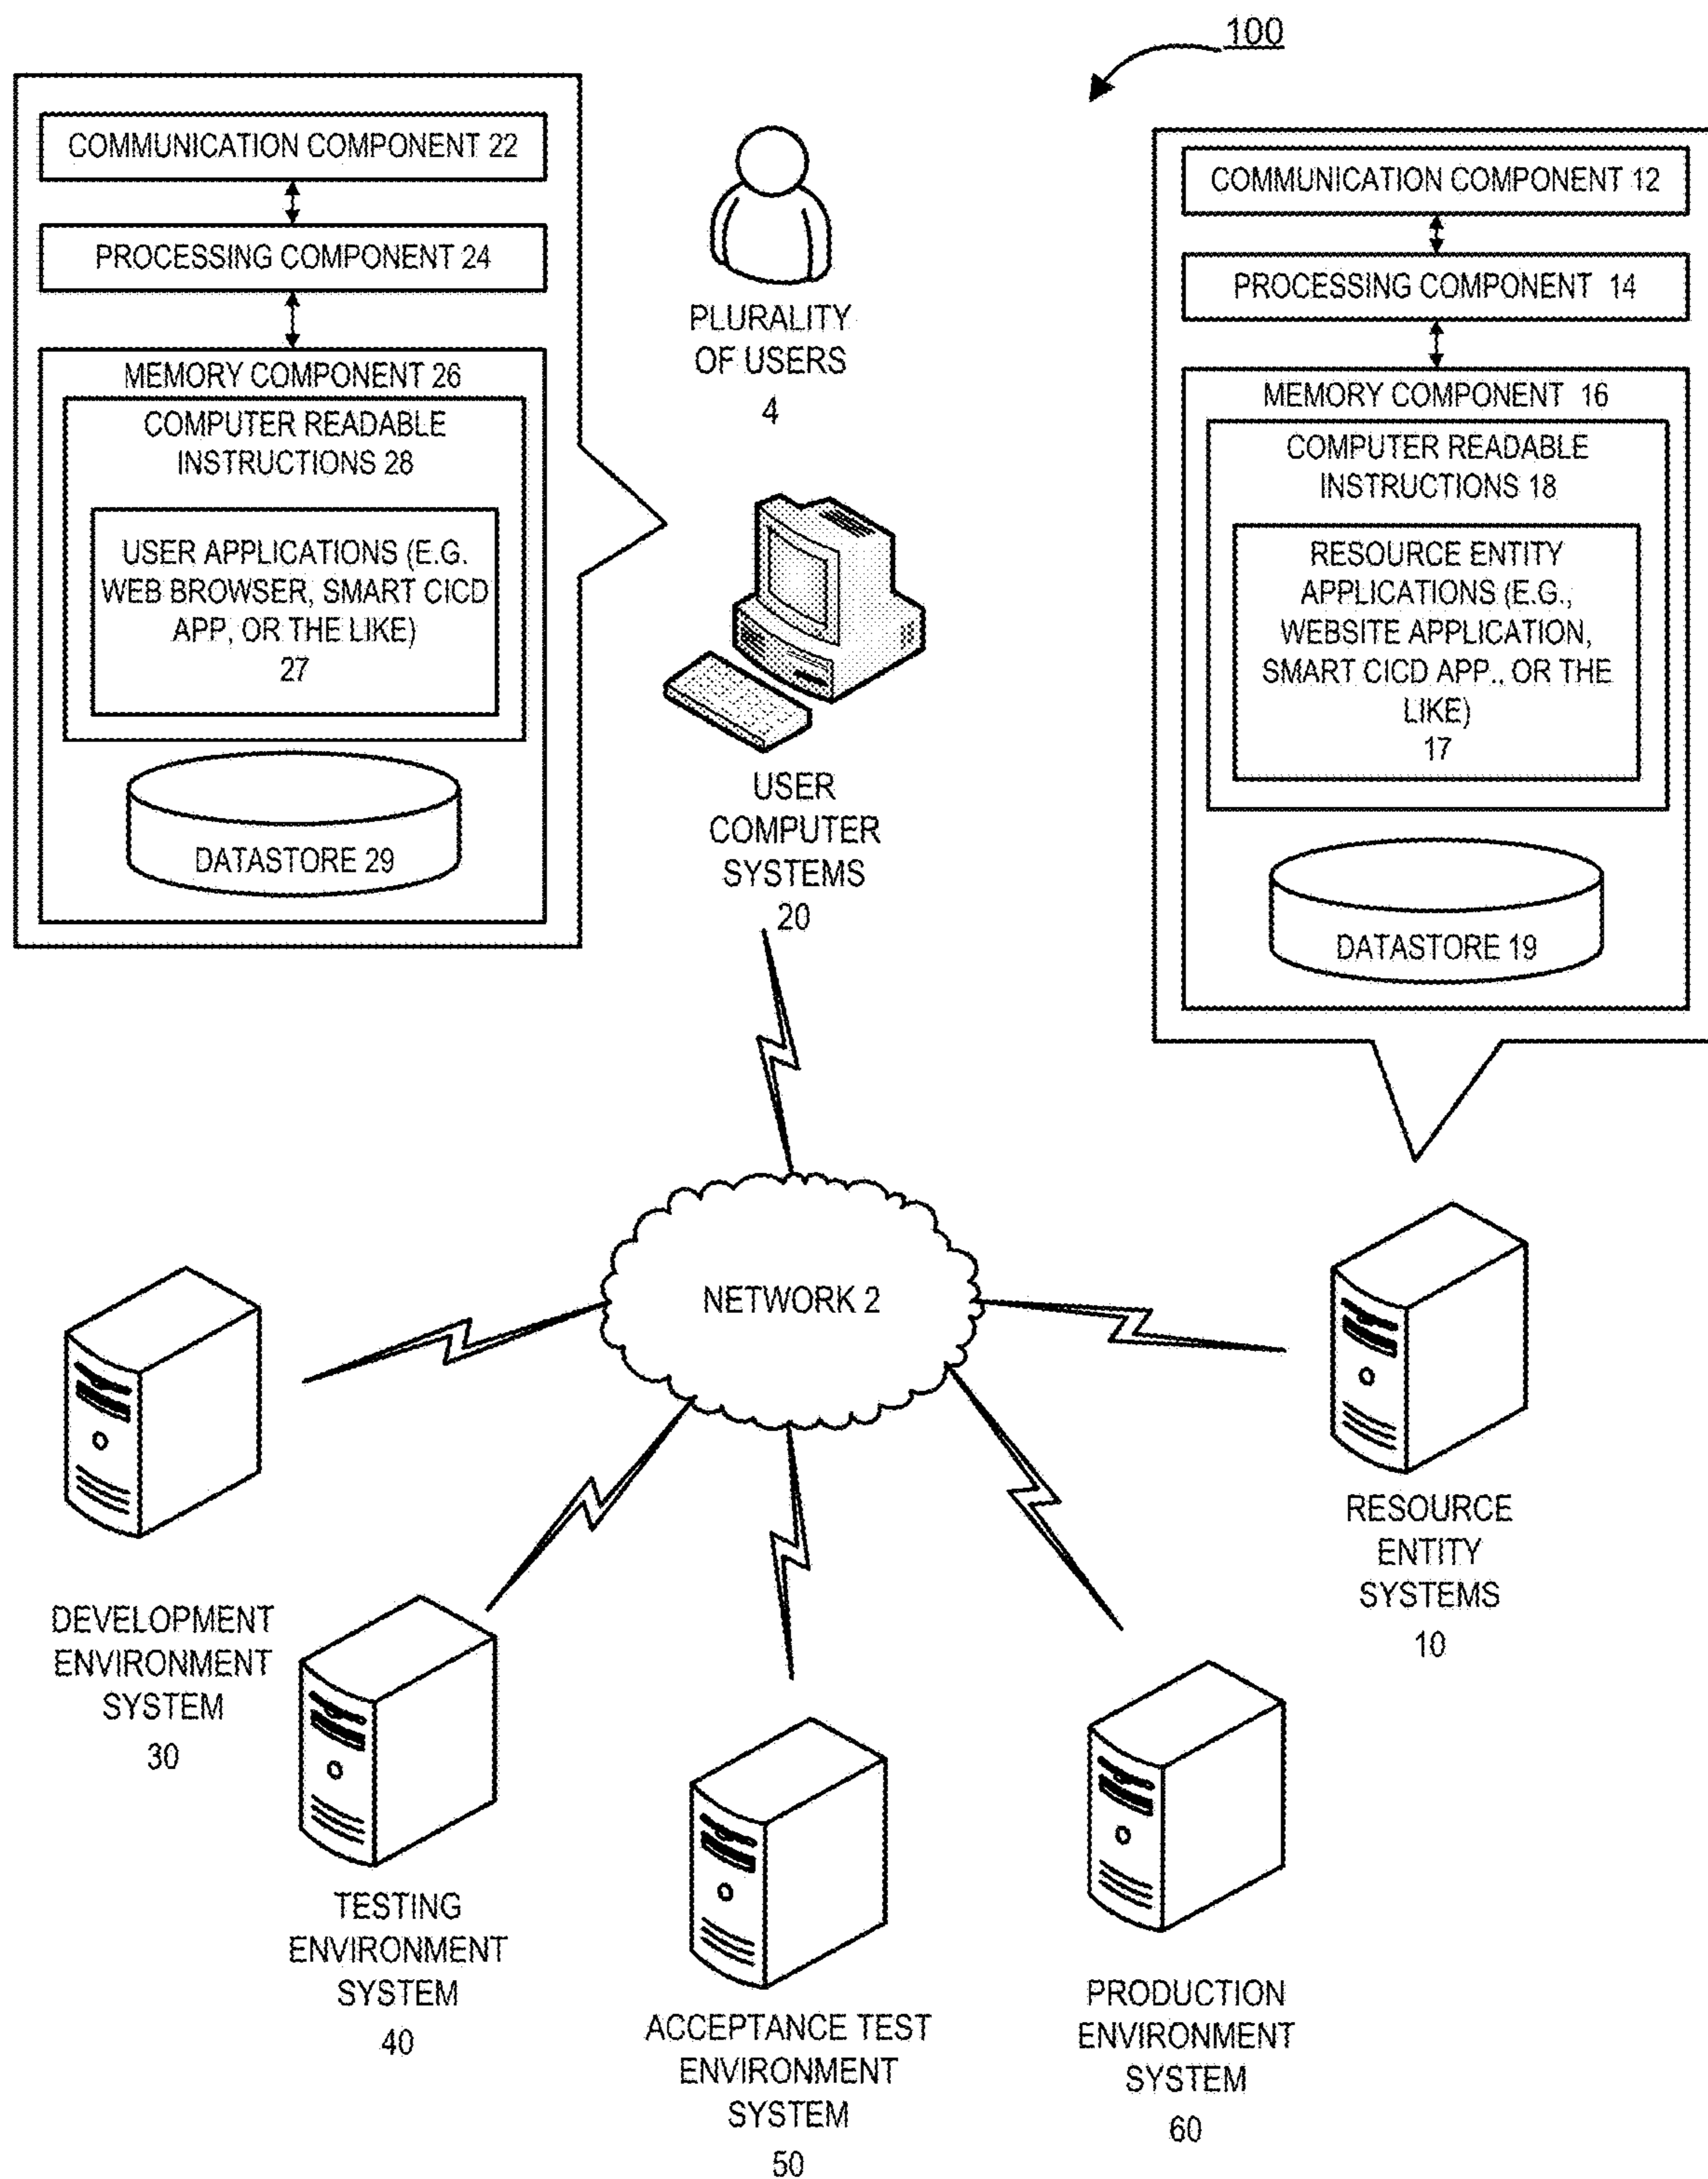 100
COMMUNICATION COMPONENT 22
PROCESSING COMPONENT 24
MEMORY COMPONENT 26
COMPUTER READABLE
INSTRUCTIONS 28
USER APPLICATIONS (E.G.
WEB BROWSER, SMART CICD
APP, OR THE LIKE)
27
DATASTORE 29
PLURALITY
OF USERS
4
USER
COMPUTER
SYSTEMS
20
COMMUNICATION COMPONENT 12
PROCESSING COMPONENT 14
MEMORY COMPONENT 16
COMPUTER READABLE
INSTRUCTIONS 18
RESOURCE ENTITY
APPLICATIONS (E.G.,
WEBSITE APPLICATION,
SMART CICD APP., OR THE
LIKE)
17
DATASTORE 19
NETWORK 2
RESOURCE
ENTITY
SYSTEMS
10
DEVELOPMENT
ENVIRONMENT
SYSTEM
30
TESTING
ENVIRONMENT
SYSTEM
40
ACCEPTANCE TEST
ENVIRONMENT
SYSTEM
50
PRODUCTION
ENVIRONMENT
SYSTEM
60